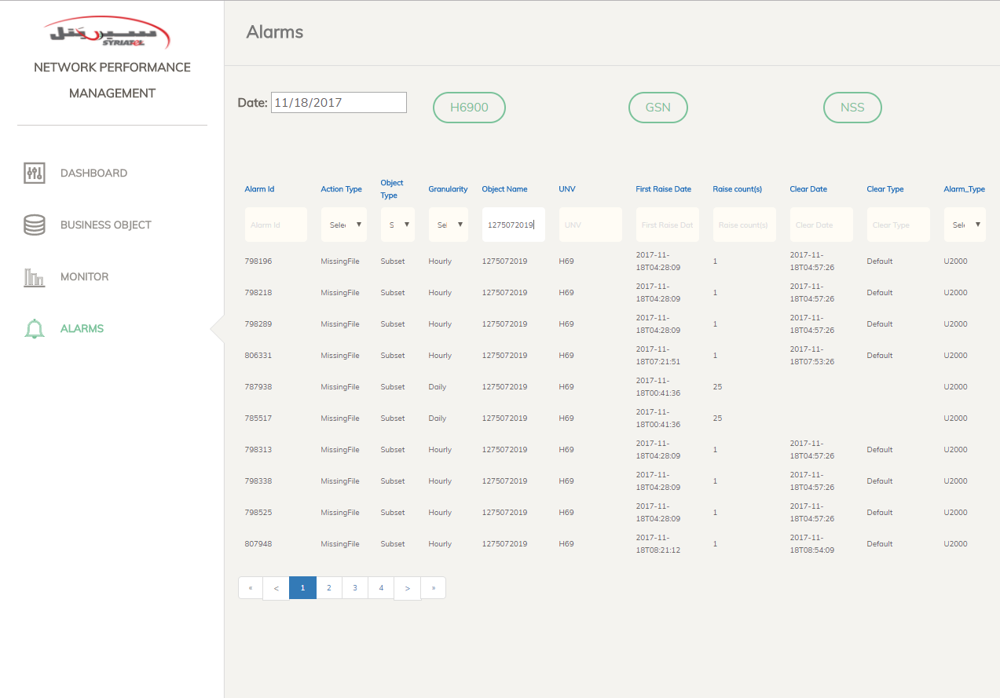 سيريتل
SYRIATEL
NETWORK PERFORMANCE
MANAGEMENT
DASHBOARD
BUSINESS OBJECT
MONITOR
ALARMS
Alarms
Date: 11/18/2017 H6900 GSN NSS
Alarm Id Action Type Object Type Granularity Object Name UNV First Raise Date Raise count(s) Clear Date Clear Type Alarm_Type
Alarm Id Sele ▼ S ▼ Sel ▼ 1275072019 UNV First Raise Dat Raise count(s) Clear Date Clear Type Sele ▼
798196 MissingFile Subset Hourly 1275072019 H69 2017-11-18T04:28:09 1 2017-11-18T04:57:26 Default U2000
798218 MissingFile Subset Hourly 1275072019 H69 2017-11-18T04:28:09 1 2017-11-18T04:57:26 Default U2000
798289 MissingFile Subset Hourly 1275072019 H69 2017-11-18T04:28:09 1 2017-11-18T04:57:26 Default U2000
806331 MissingFile Subset Hourly 1275072019 H69 2017-11-18T07:21:51 1 2017-11-18T07:53:26 Default U2000
787938 MissingFile Subset Daily 1275072019 H69 2017-11-18T00:41:36 25 U2000
785517 MissingFile Subset Daily 1275072019 H69 2017-11-18T00:41:36 25 U2000
798313 MissingFile Subset Hourly 1275072019 H69 2017-11-18T04:28:09 1 2017-11-18T04:57:26 Default U2000
798338 MissingFile Subset Hourly 1275072019 H69 2017-11-18T04:28:09 1 2017-11-18T04:57:26 Default U2000
798525 MissingFile Subset Hourly 1275072019 H69 2017-11-18T04:28:09 1 2017-11-18T04:57:26 Default U2000
807948 MissingFile Subset Hourly 1275072019 H69 2017-11-18T08:21:12 1 2017-11-18T08:54:09 Default U2000
« < 1 2 3 4 > »